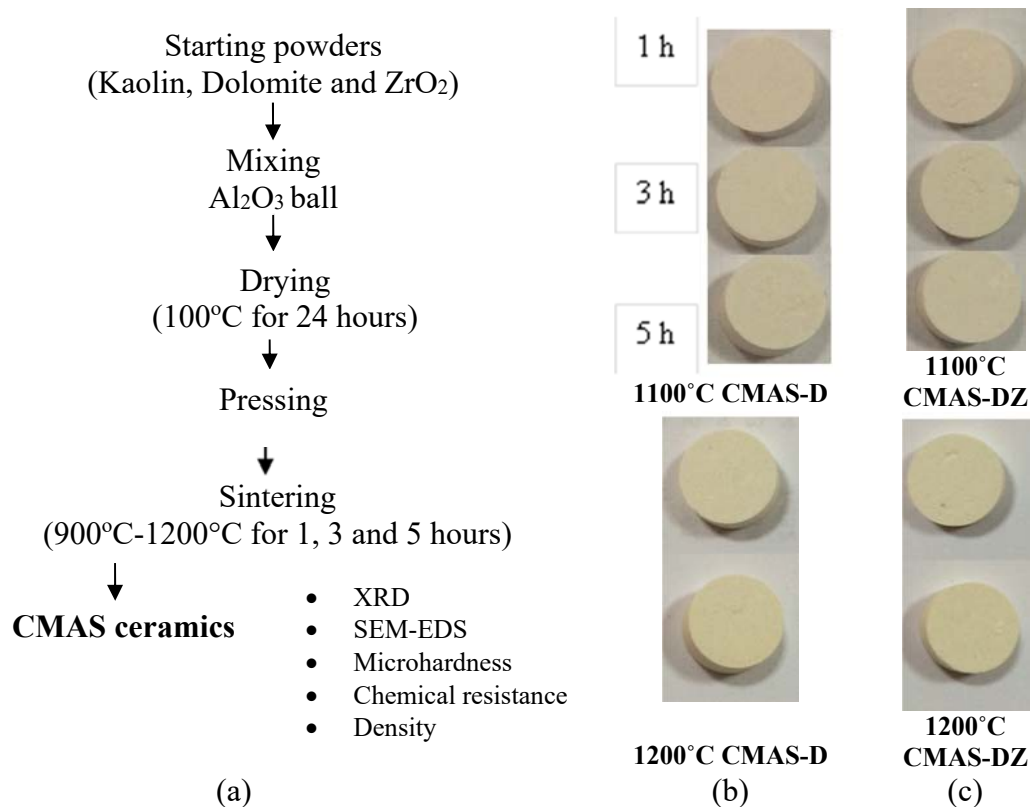 Starting powders
(Kaolin, Dolomite and ZrO₂)
Mixing
Al₂O₃ ball
Drying
(100ºC for 24 hours)
Pressing
Sintering
(900ºC-1200°C for 1, 3 and 5 hours)
CMAS ceramics
• XRD
• SEM-EDS
• Microhardness
• Chemical resistance
• Density
(a)
1 h
3 h
5 h
1100˚C CMAS-D
1200˚C CMAS-D
(b)
1100˚C
CMAS-DZ
1200˚C
CMAS-DZ
(c)